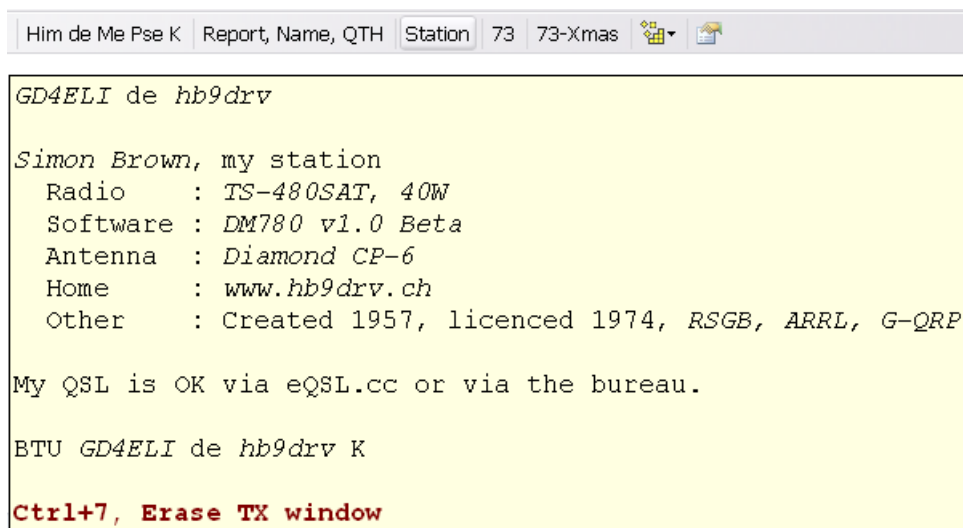 Him de Me Pse K Report, Name, QTH Station 73 73-Xmas
GD4ELI de hb9drv
Simon Brown, my station
Radio : TS-480SAT, 40W
Software : DM780 v1.0 Beta
Antenna : Diamond CP-6
Home : www.hb9drv.ch
Other : Created 1957, licenced 1974, RSGB, ARRL, G-QRP
My QSL is OK via eQSL.cc or via the bureau.
BTU GD4ELI de hb9drv K
Ctrl+7, Erase TX window